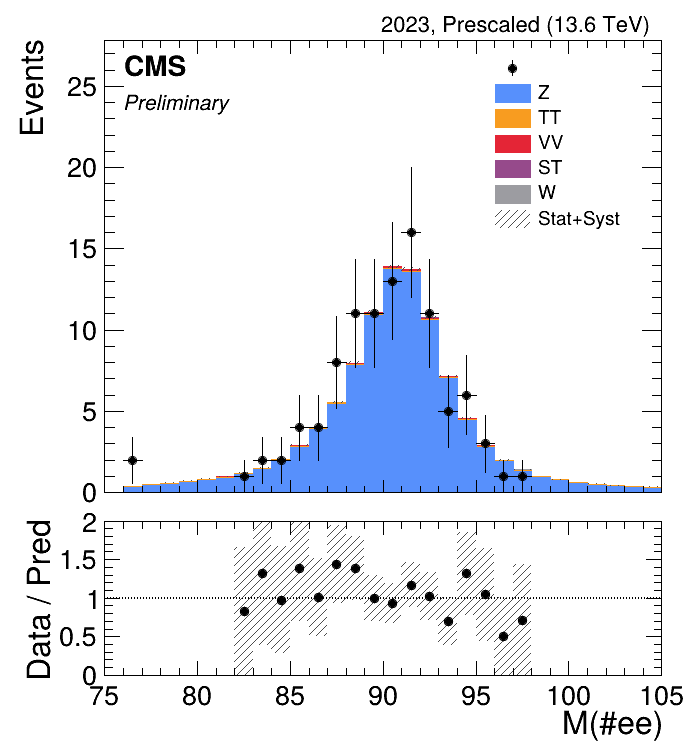 2023, Prescaled (13.6 TeV)
Events
CMS
Preliminary
Z
TT
VV
ST
W
Stat+Syst
25
20
15
10
5
0
Data / Pred
2
1.5
1
0.5
0
75 80 85 90 95 100 105
M(#ee)